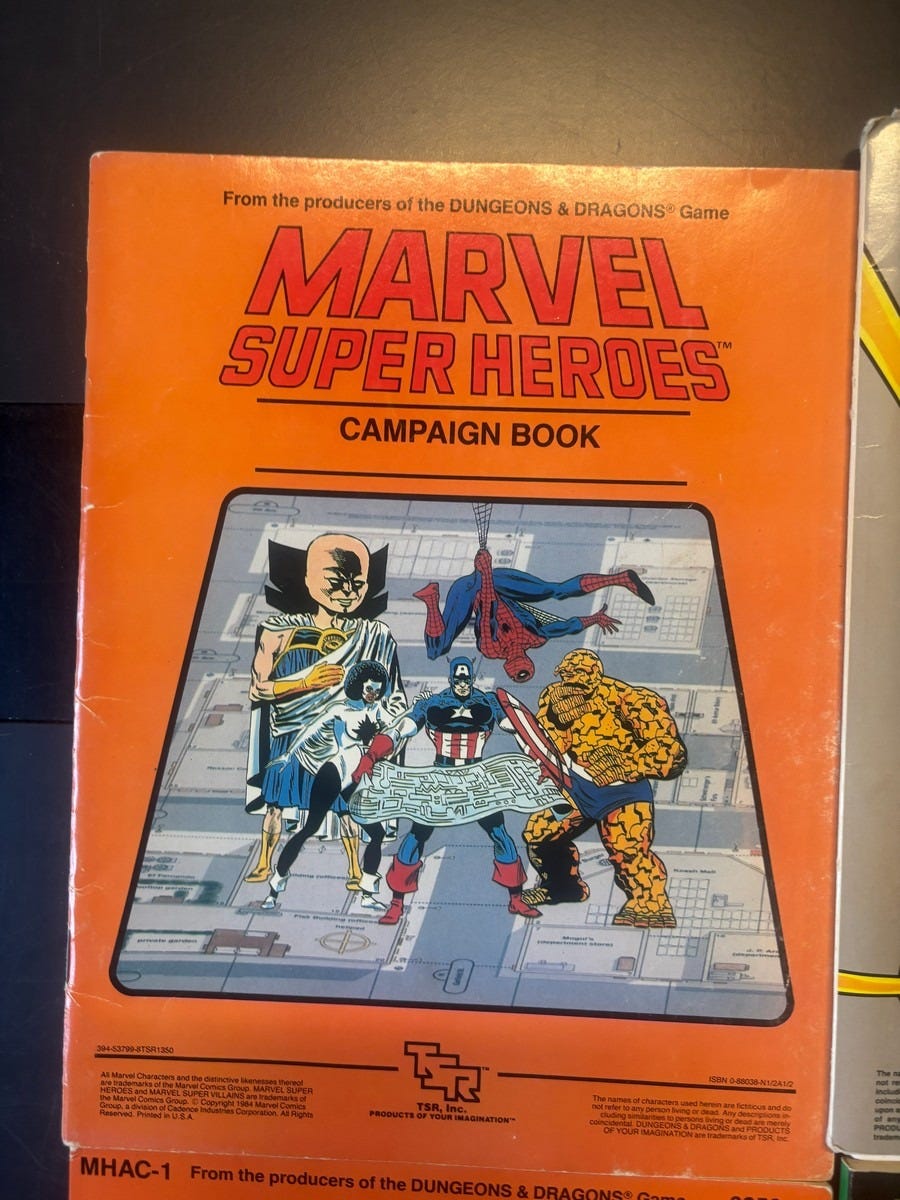 From the producers of the DUNGEONS & DRAGONS® Game
MARVEL
SUPER HEROES™
CAMPAIGN BOOK
private garden
Mogul's
(department store)
394-53799-8TSR1350
All Marvel Characters and the distinctive likenesses thereof
are trademarks of the Marvel Comics Group. MARVEL SUPER
HEROES and MARVEL SUPER VILLAINS are trademarks of
the Marvel Comics Group. © Copyright 1984 Marvel Comics
Group, a division of Cadence Industries Corporation. All Rights
Reserved. Printed in U.S.A.
TSR™
TSR, Inc.
PRODUCTS OF YOUR IMAGINATION™
ISBN 0-88038-N1/2A1/2
The names of characters used herein are fictitious and do
not refer to any person living or dead. Any descriptions in-
cluding similarities to persons living or dead are merely
coincidental. DUNGEONS & DRAGONS and PRODUCTS
OF YOUR IMAGINATION are trademarks of TSR, Inc.
MHAC-1 From the producers of the DUNGEONS & DRAGONS® Game